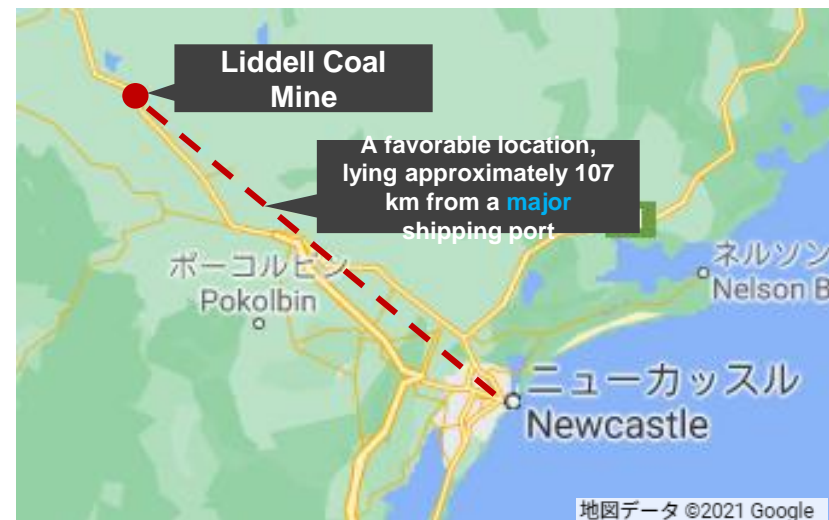 Liddell Coal
Mine
A favorable location,
lying approximately 107
km from a major
shipping port
ポーコルビン
Pokolbin
ネルソン
Nelson B
ニューカッスル
Newcastle
地図データ ©2021 Google